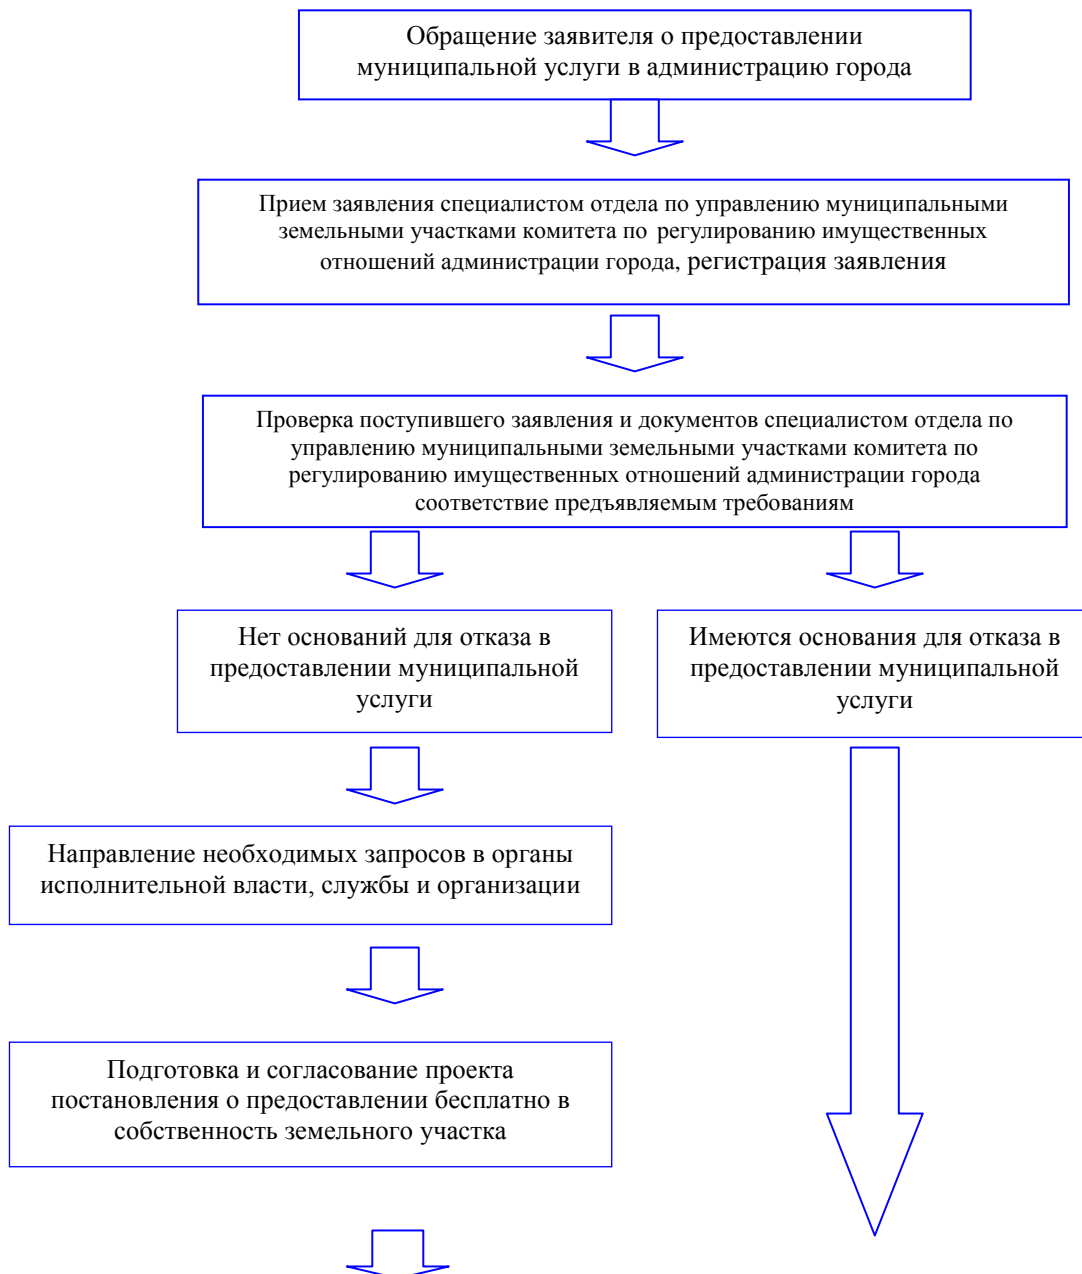 Обращение заявителя о предоставлении
муниципальной услуги в администрацию города
Прием заявления специалистом отдела по управлению муниципальными
земельными участками комитета по регулированию имущественных
отношений администрации города, регистрация заявления
Проверка поступившего заявления и документов специалистом отдела по
управлению муниципальными земельными участками комитета по
регулированию имущественных отношений администрации города
соответствие предъявляемым требованиям
Нет оснований для отказа в
предоставлении муниципальной
услуги
Имеются основания для отказа в
предоставлении муниципальной
услуги
Направление необходимых запросов в органы
исполнительной власти, службы и организации
Подготовка и согласование проекта
постановления о предоставлении бесплатно в
собственность земельного участка